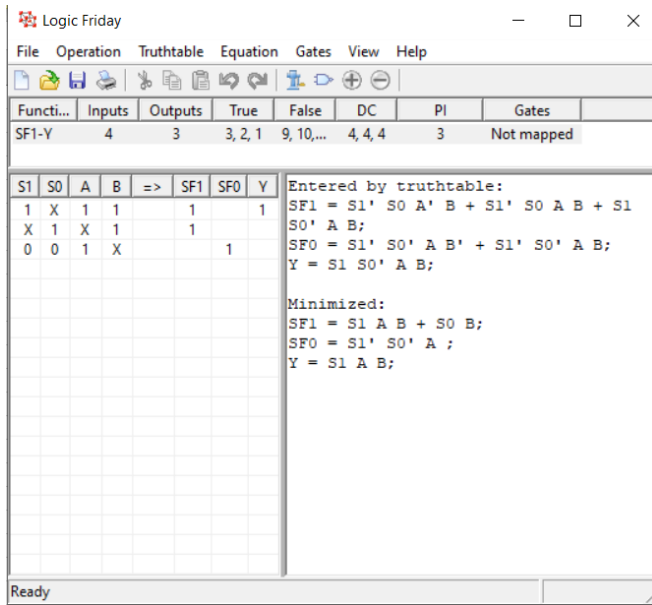 Logic Friday
File Operation Truthtable Equation Gates View Help
Functi... Inputs Outputs True False DC PI Gates
SF1-Y 4 3 3, 2, 1 9, 10,... 4, 4, 4 3 Not mapped
S1 S0 A B => SF1 SF0 Y
1 X 1 1 1 1
X 1 X 1 1
0 0 1 X 1
Entered by truthtable:
SF1 = S1' S0 A' B + S1' S0 A B + S1
S0' A B;
SF0 = S1' S0' A B' + S1' S0' A B;
Y = S1 S0' A B;
Minimized:
SF1 = S1 A B + S0 B;
SF0 = S1' S0' A ;
Y = S1 A B;
Ready